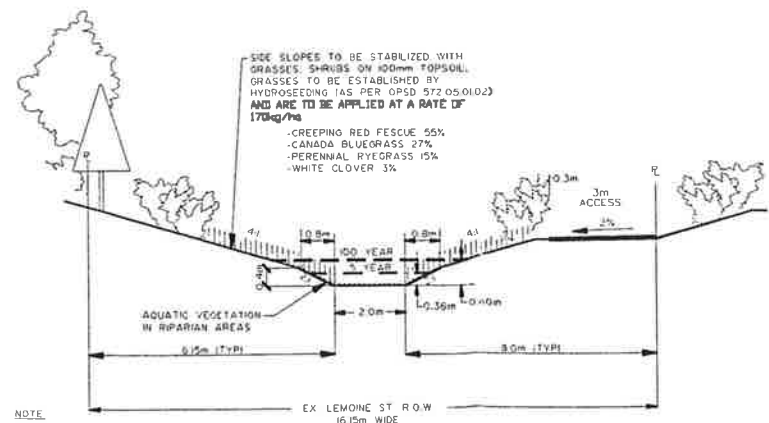 SIDE SLOPES TO BE STABILIZED WITH
GRASSES, SHRUBS ON 100mm TOPSOIL.
GRASSES TO BE ESTABLISHED BY
HYDROSEEDING (AS PER OPSD 572.05.01.02)
AND ARE TO BE APPLIED AT A RATE OF
170kg/ha
-CREEPING RED FESCUE 55%
-CANADA BLUEGRASS 27%
-PERENNIAL RYEGRASS 15%
-WHITE CLOVER 3%
0.3m
3m
ACCESS
2%
4:1
0.8m
0.8m
4:1
100 YEAR
5 YEAR
0.4m
AQUATIC VEGETATION
IN RIPARIAN AREAS
2.0m
0.36m
6.15m (TYP)
8.0m (TYP)
EX LEMOINE ST R.O.W
16.15m WIDE
NOTE